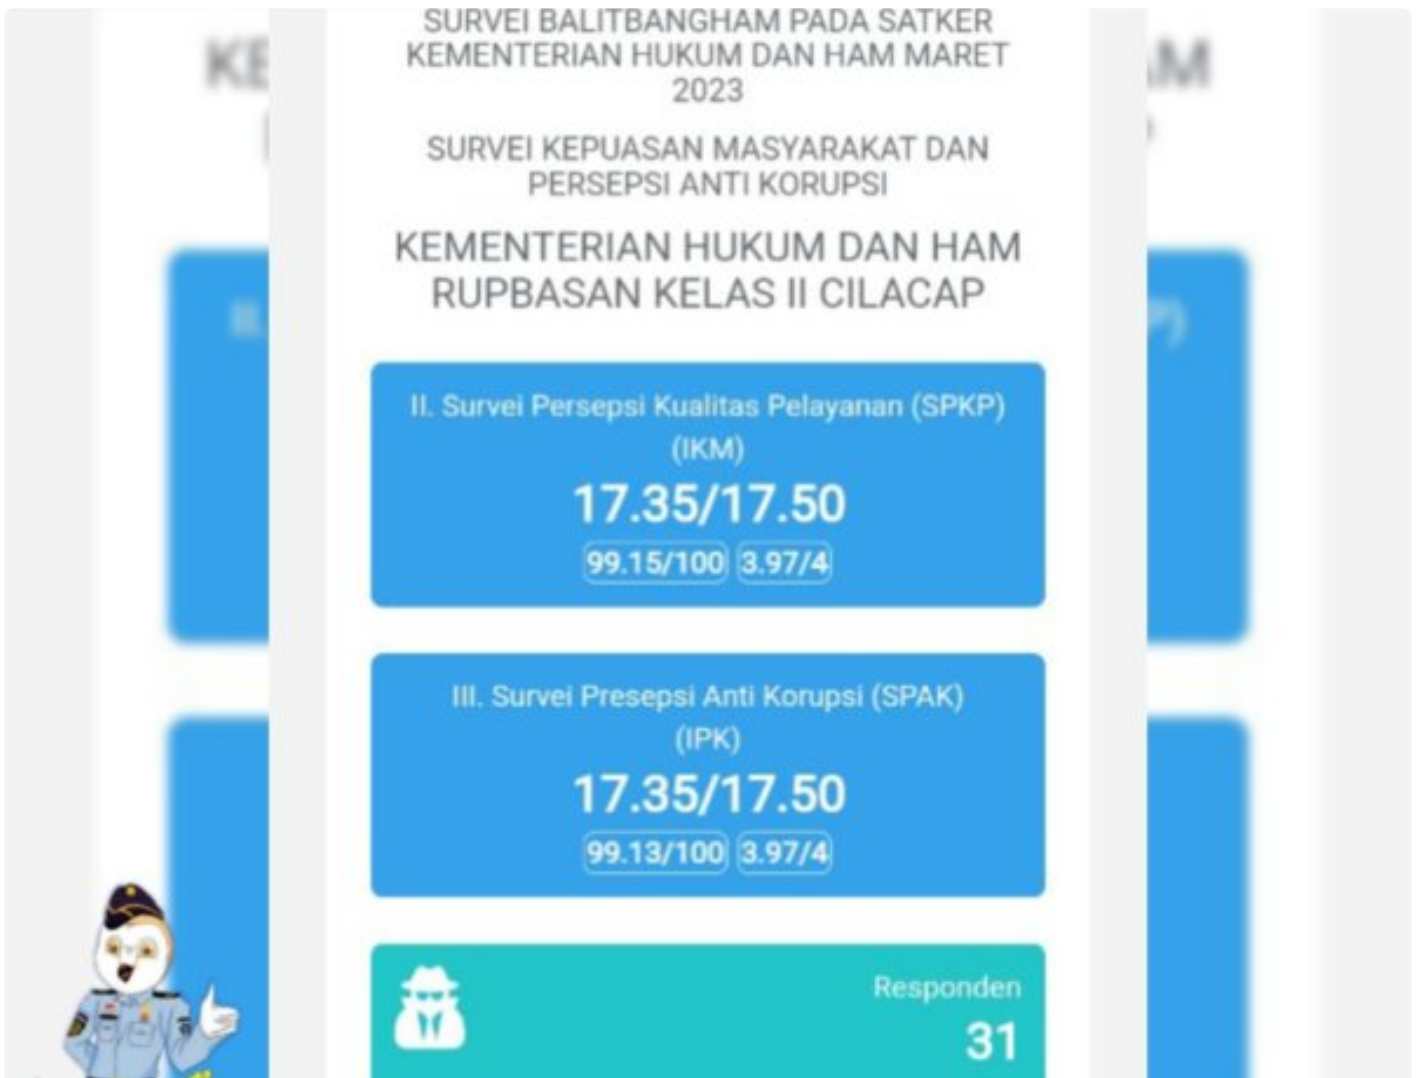 SURVEI BALITBANGHAM PADA SATKER
KEMENTERIAN HUKUM DAN HAM MARET
2023
SURVEI KEPUASAN MASYARAKAT DAN
PERSEPSI ANTI KORUPSI
KEMENTERIAN HUKUM DAN HAM
RUPBASAN KELAS II CILACAP
II. Survei Persepsi Kualitas Pelayanan (SPKP)
(IKM)
17.35/17.50
99.15/100 3.97/4
III. Survei Presepsi Anti Korupsi (SPAK)
(IPK)
17.35/17.50
99.13/100 3.97/4
Responden
31
KE
AM
II.
P)